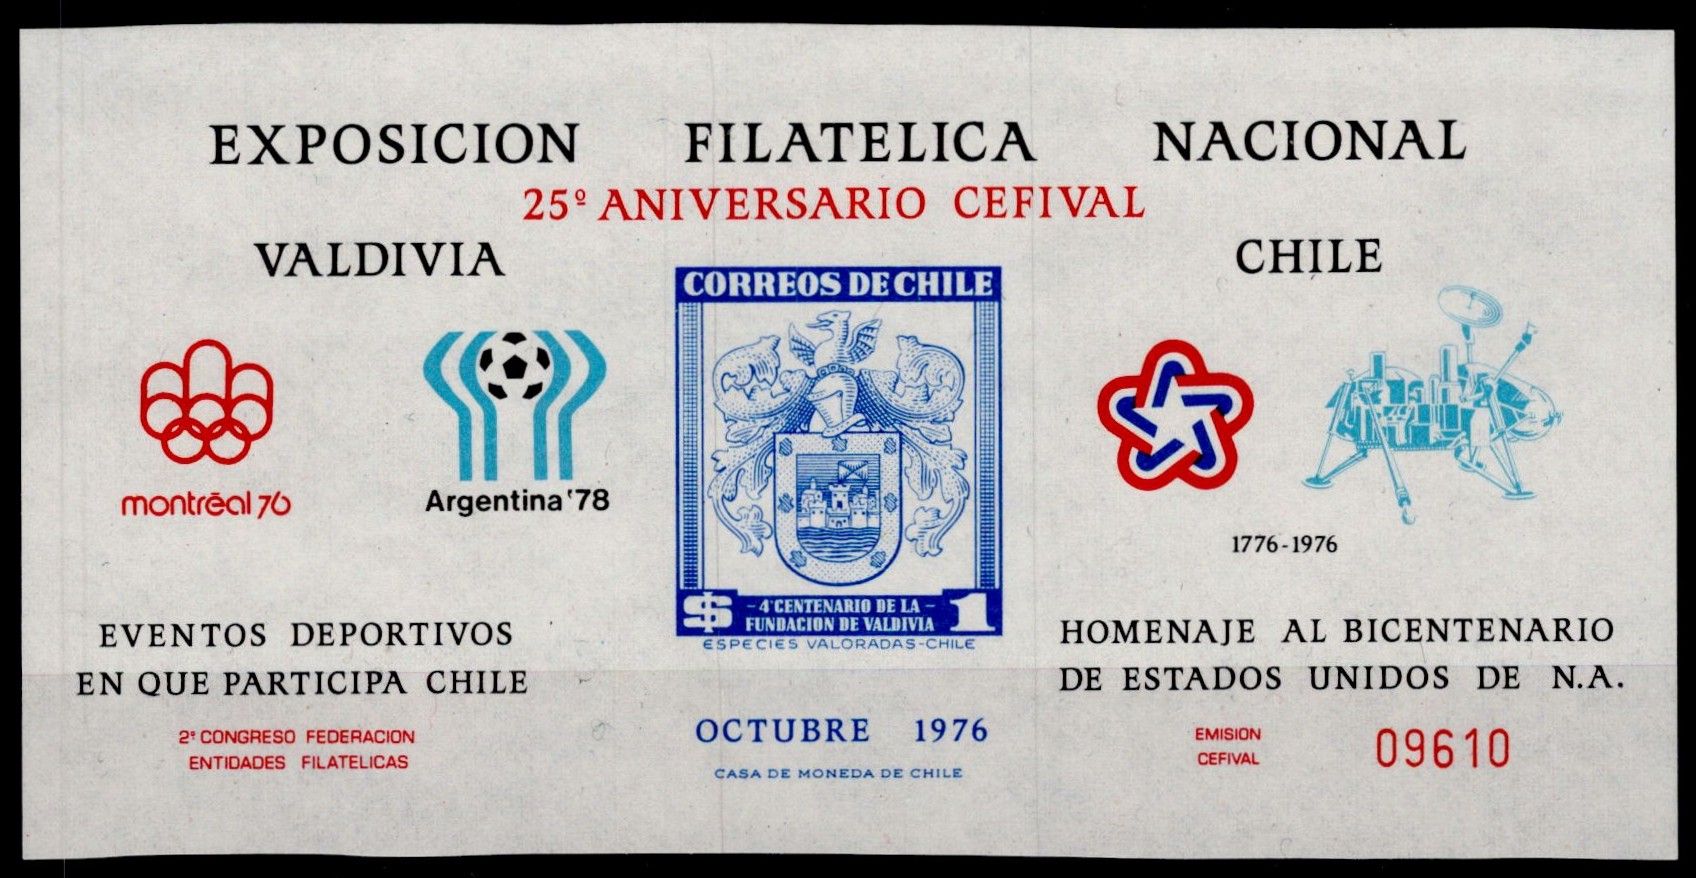 EXPOSICION FILATELICA NACIONAL
25º ANIVERSARIO CEFIVAL
VALDIVIA CHILE
CORREOS DE CHILE
montréal 76
Argentina '78
1776-1976
$ 1
4º CENTENARIO DE LA
FUNDACION DE VALDIVIA
ESPECIES VALORADAS-CHILE
EVENTOS DEPORTIVOS
EN QUE PARTICIPA CHILE
HOMENAJE AL BICENTENARIO
DE ESTADOS UNIDOS DE N.A.
2º CONGRESO FEDERACION
ENTIDADES FILATELICAS
OCTUBRE 1976
CASA DE MONEDA DE CHILE
EMISION
CEFIVAL
09610